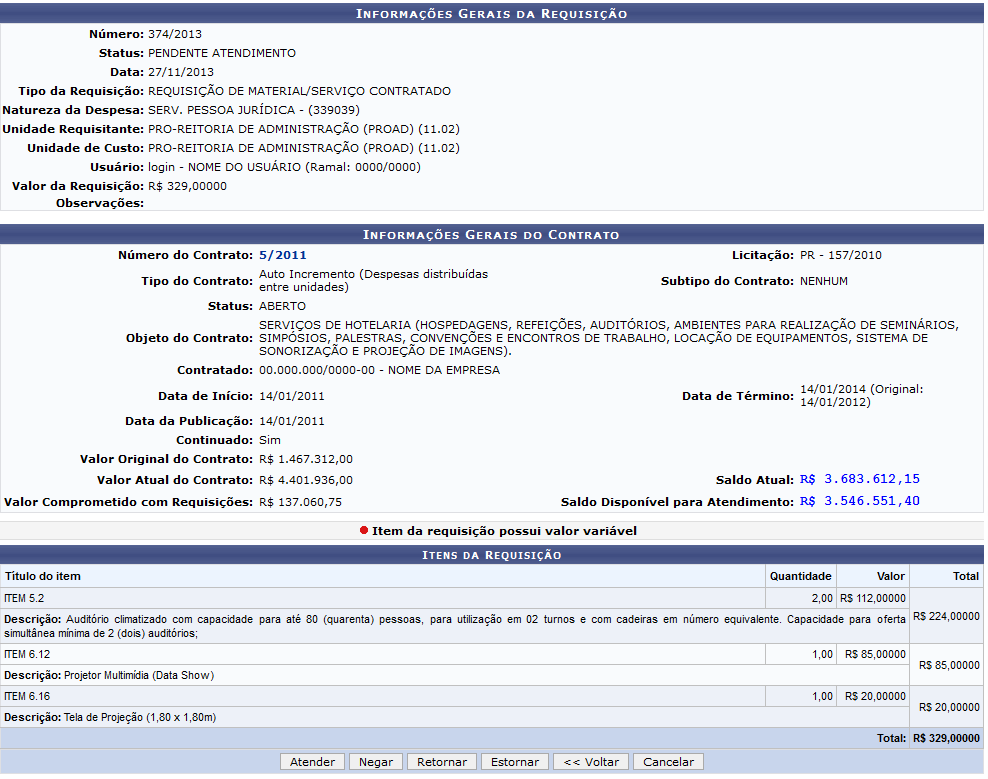 Informações Gerais da Requisição
Número: 374/2013
Status: PENDENTE ATENDIMENTO
Data: 27/11/2013
Tipo da Requisição: REQUISIÇÃO DE MATERIAL/SERVIÇO CONTRATADO
Natureza da Despesa: SERV. PESSOA JURÍDICA - (339039)
Unidade Requisitante: PRO-REITORIA DE ADMINISTRAÇÃO (PROAD) (11.02)
Unidade de Custo: PRO-REITORIA DE ADMINISTRAÇÃO (PROAD) (11.02)
Usuário: login - NOME DO USUÁRIO (Ramal: 0000/0000)
Valor da Requisição: R$ 329,00000
Observações:
Informações Gerais do Contrato
Número do Contrato: 5/2011 Licitação: PR - 157/2010
Tipo do Contrato: Auto Incremento (Despesas distribuídas
entre unidades) Subtipo do Contrato: NENHUM
Status: ABERTO
Objeto do Contrato: SERVIÇOS DE HOTELARIA (HOSPEDAGENS, REFEIÇÕES, AUDITÓRIOS, AMBIENTES PARA REALIZAÇÃO DE SEMINÁRIOS,
SIMPÓSIOS, PALESTRAS, CONVENÇÕES E ENCONTROS DE TRABALHO, LOCAÇÃO DE EQUIPAMENTOS, SISTEMA DE
SONORIZAÇÃO E PROJEÇÃO DE IMAGENS).
Contratado: 00.000.000/0000-00 - NOME DA EMPRESA
Data de Início: 14/01/2011 Data de Término: 14/01/2014 (Original:
14/01/2012)
Data da Publicação: 14/01/2011
Continuado: Sim
Valor Original do Contrato: R$ 1.467.312,00
Valor Atual do Contrato: R$ 4.401.936,00 Saldo Atual: R$ 3.683.612,15
Valor Comprometido com Requisições: R$ 137.060,75 Saldo Disponível para Atendimento: R$ 3.546.551,40
Item da requisição possui valor variável
Itens da Requisição
Título do item Quantidade Valor Total
ITEM 5.2 2,00 R$ 112,00000 R$ 224,00000
Descrição: Auditório climatizado com capacidade para até 80 (quarenta) pessoas, para utilização em 02 turnos e com cadeiras em número equivalente. Capacidade para oferta
simultânea mínima de 2 (dois) auditórios;
ITEM 6.12 1,00 R$ 85,00000 R$ 85,00000
Descrição: Projetor Multimídia (Data Show)
ITEM 6.16 1,00 R$ 20,00000 R$ 20,00000
Descrição: Tela de Projeção (1,80 x 1,80m)
Total: R$ 329,00000
Atender Negar Retornar Estornar << Voltar Cancelar